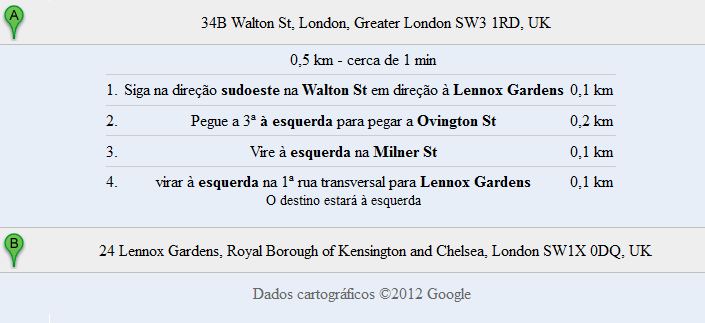 A
34B Walton St, London, Greater London SW3 1RD, UK
0,5 km - cerca de 1 min
1. Siga na direção sudoeste na Walton St em direção à Lennox Gardens 0,1 km
2. Pegue a 3ª à esquerda para pegar a Ovington St 0,2 km
3. Vire à esquerda na Milner St 0,1 km
4. virar à esquerda na 1ª rua transversal para Lennox Gardens 0,1 km
O destino estará à esquerda
B
24 Lennox Gardens, Royal Borough of Kensington and Chelsea, London SW1X 0DQ, UK
Dados cartográficos ©2012 Google